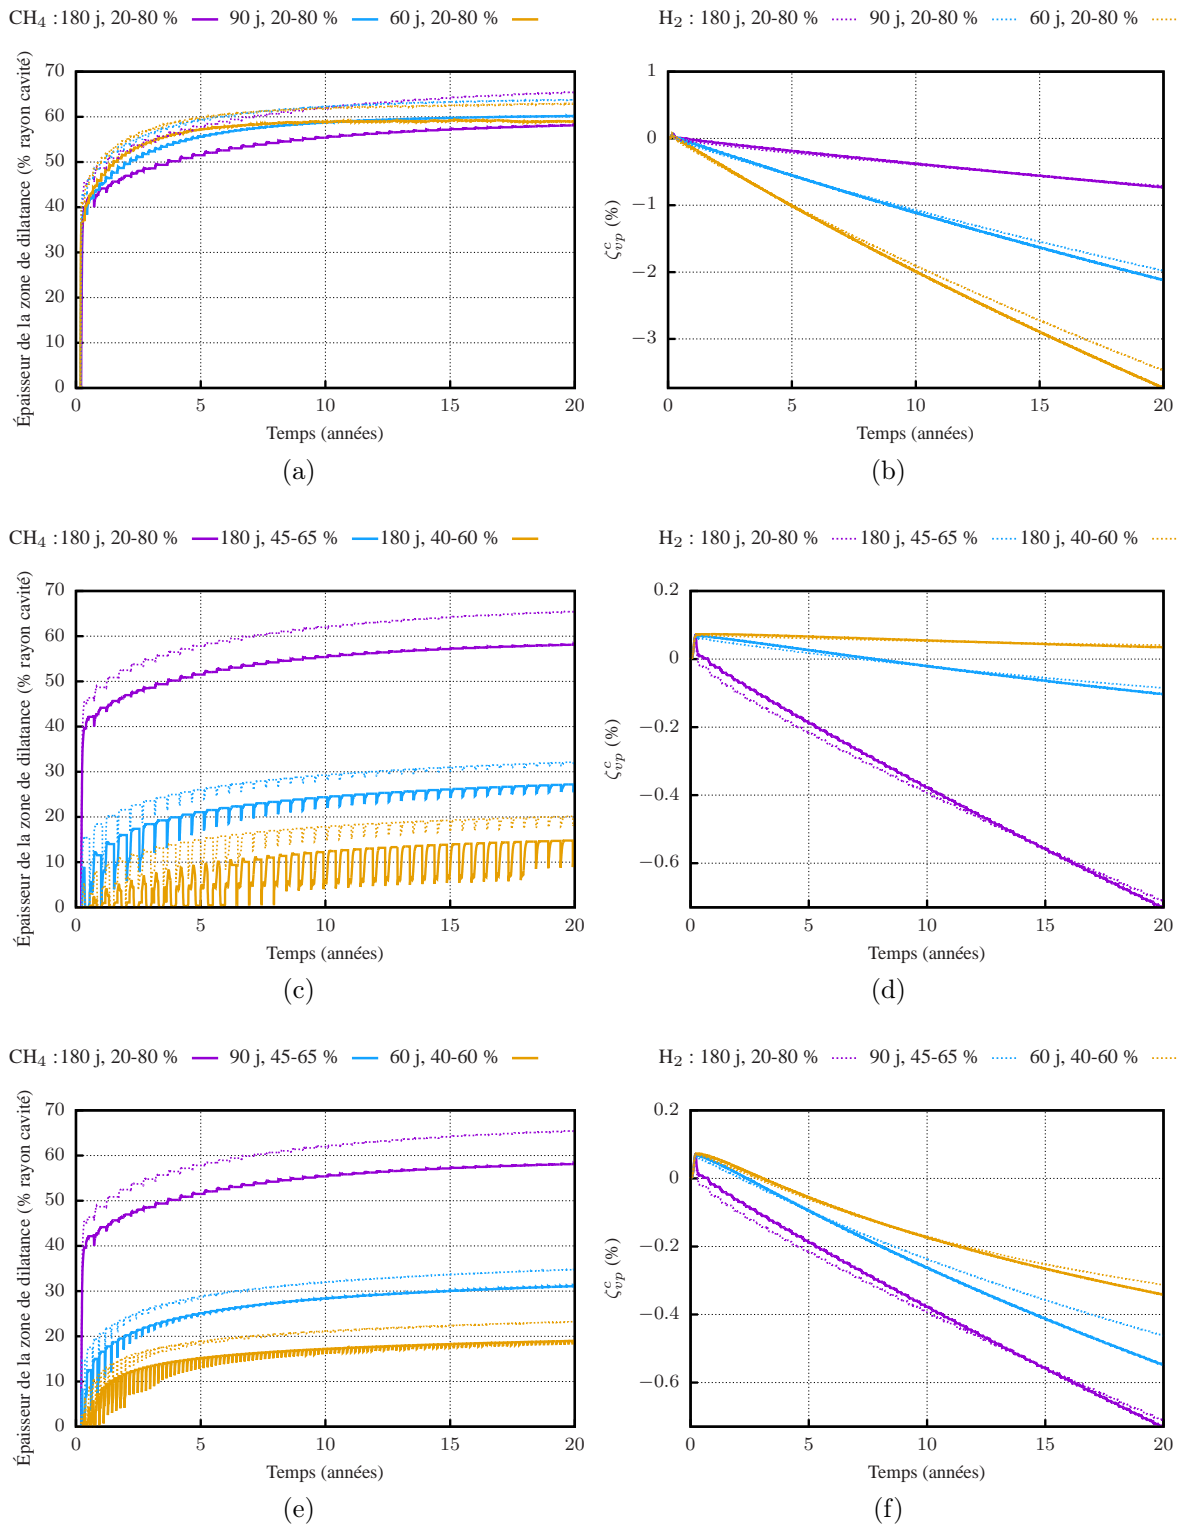 CH₄ : 180 j, 20-80 % 90 j, 20-80 % 60 j, 20-80 %
H₂ : 180 j, 20-80 % 90 j, 20-80 % 60 j, 20-80 %
Épaisseur de la zone de dilatance (% rayon cavité)
70
60
50
40
30
20
10
0
0 5 10 15 20
Temps (années)
(a)
ζᶜᵥₚ (%)
1
0
−1
−2
−3
0 5 10 15 20
Temps (années)
(b)
CH₄ : 180 j, 20-80 % 180 j, 45-65 % 180 j, 40-60 %
H₂ : 180 j, 20-80 % 180 j, 45-65 % 180 j, 40-60 %
Épaisseur de la zone de dilatance (% rayon cavité)
70
60
50
40
30
20
10
0
0 5 10 15 20
Temps (années)
(c)
ζᶜᵥₚ (%)
0.2
0
−0.2
−0.4
−0.6
0 5 10 15 20
Temps (années)
(d)
CH₄ : 180 j, 20-80 % 90 j, 45-65 % 60 j, 40-60 %
H₂ : 180 j, 20-80 % 90 j, 45-65 % 60 j, 40-60 %
Épaisseur de la zone de dilatance (% rayon cavité)
70
60
50
40
30
20
10
0
0 5 10 15 20
Temps (années)
(e)
ζᶜᵥₚ (%)
0.2
0
−0.2
−0.4
−0.6
0 5 10 15 20
Temps (années)
(f)